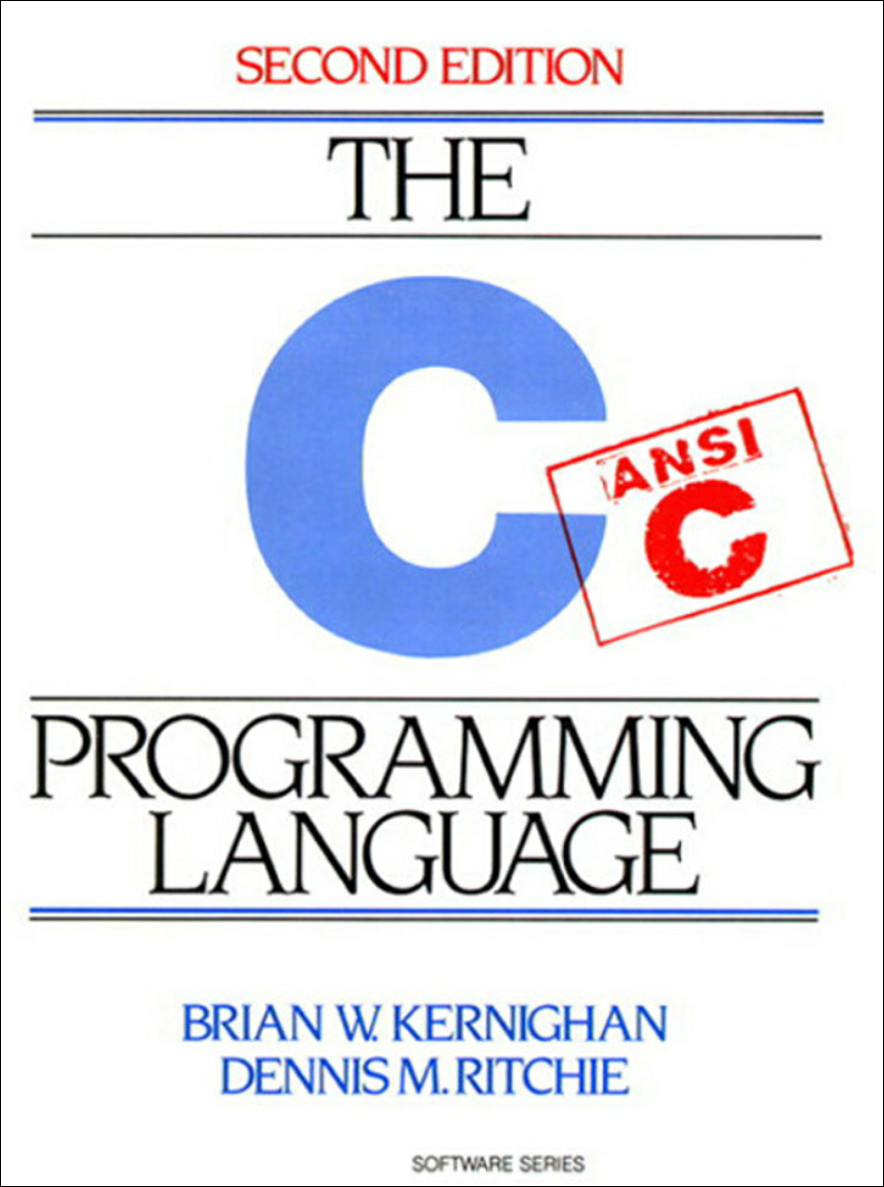 SECOND EDITION
THE
C
ANSI
C
PROGRAMMING
LANGUAGE
BRIAN W. KERNIGHAN
DENNIS M. RITCHIE
SOFTWARE SERIES